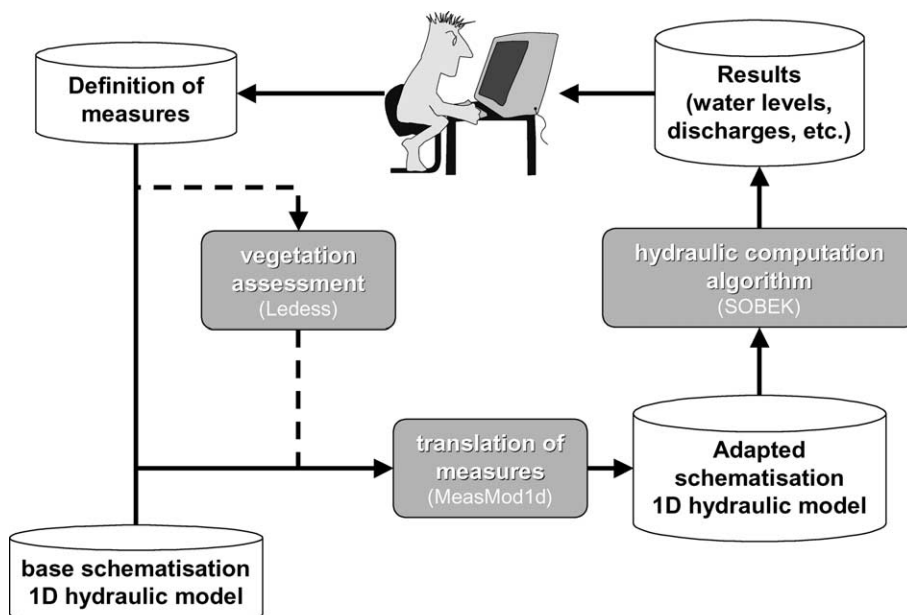 Definition of
measures
Results
(water levels,
discharges, etc.)
vegetation
assessment
(Ledess)
hydraulic computation
algorithm
(SOBEK)
translation of
measures
(MeasMod1d)
Adapted
schematisation
1D hydraulic model
base schematisation
1D hydraulic model